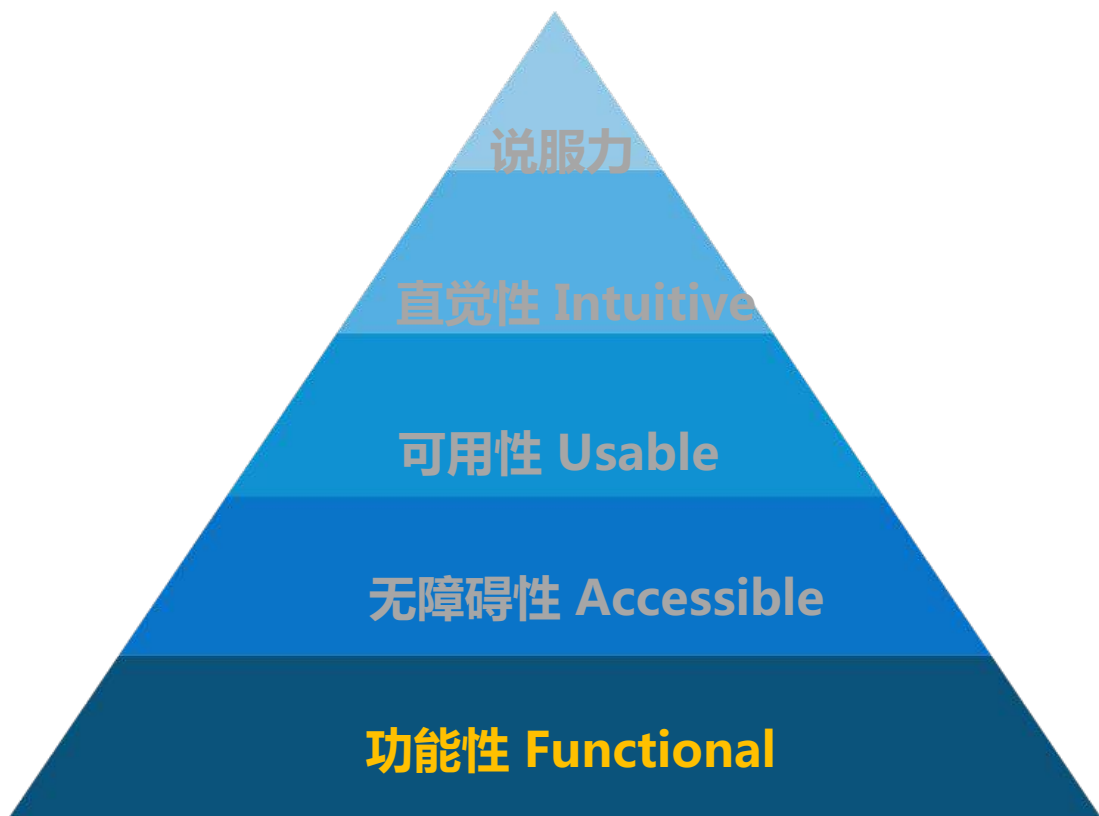 说服力
直觉性 Intuitive
可用性 Usable
无障碍性 Accessible
功能性 Functional